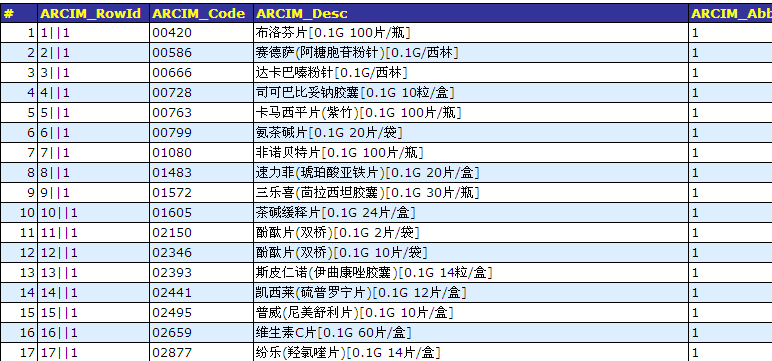 # ARCIM_RowId ARCIM_Code ARCIM_Desc ARCIM_Abb
1 1||1 00420 布洛芬片[0.1G 100片/瓶] 1
2 2||1 00586 赛德萨(阿糖胞苷粉针)[0.1G/西林] 1
3 3||1 00666 达卡巴嗪粉针[0.1G/西林] 1
4 4||1 00728 司可巴比妥钠胶囊[0.1G 10粒/盒] 1
5 5||1 00763 卡马西平片(紫竹)[0.1G 100片/瓶] 1
6 6||1 00799 氨茶碱片[0.1G 20片/袋] 1
7 7||1 01080 非诺贝特片[0.1G 100片/瓶] 1
8 8||1 01483 速力菲(琥珀酸亚铁片)[0.1G 20片/盒] 1
9 9||1 01572 三乐喜(茴拉西坦胶囊)[0.1G 30片/瓶] 1
10 10||1 01605 茶碱缓释片[0.1G 24片/盒] 1
11 11||1 02150 酚酞片(双桥)[0.1G 2片/袋] 1
12 12||1 02346 酚酞片(双桥)[0.1G 10片/袋] 1
13 13||1 02393 斯皮仁诺(伊曲康唑胶囊)[0.1G 14粒/盒] 1
14 14||1 02441 凯西莱(硫普罗宁片)[0.1G 12片/盒] 1
15 15||1 02495 普威(尼美舒利片)[0.1G 10片/盒] 1
16 16||1 02659 维生素C片[0.1G 60片/盒] 1
17 17||1 02877 纷乐(羟氯喹片)[0.1G 14片/盒] 1